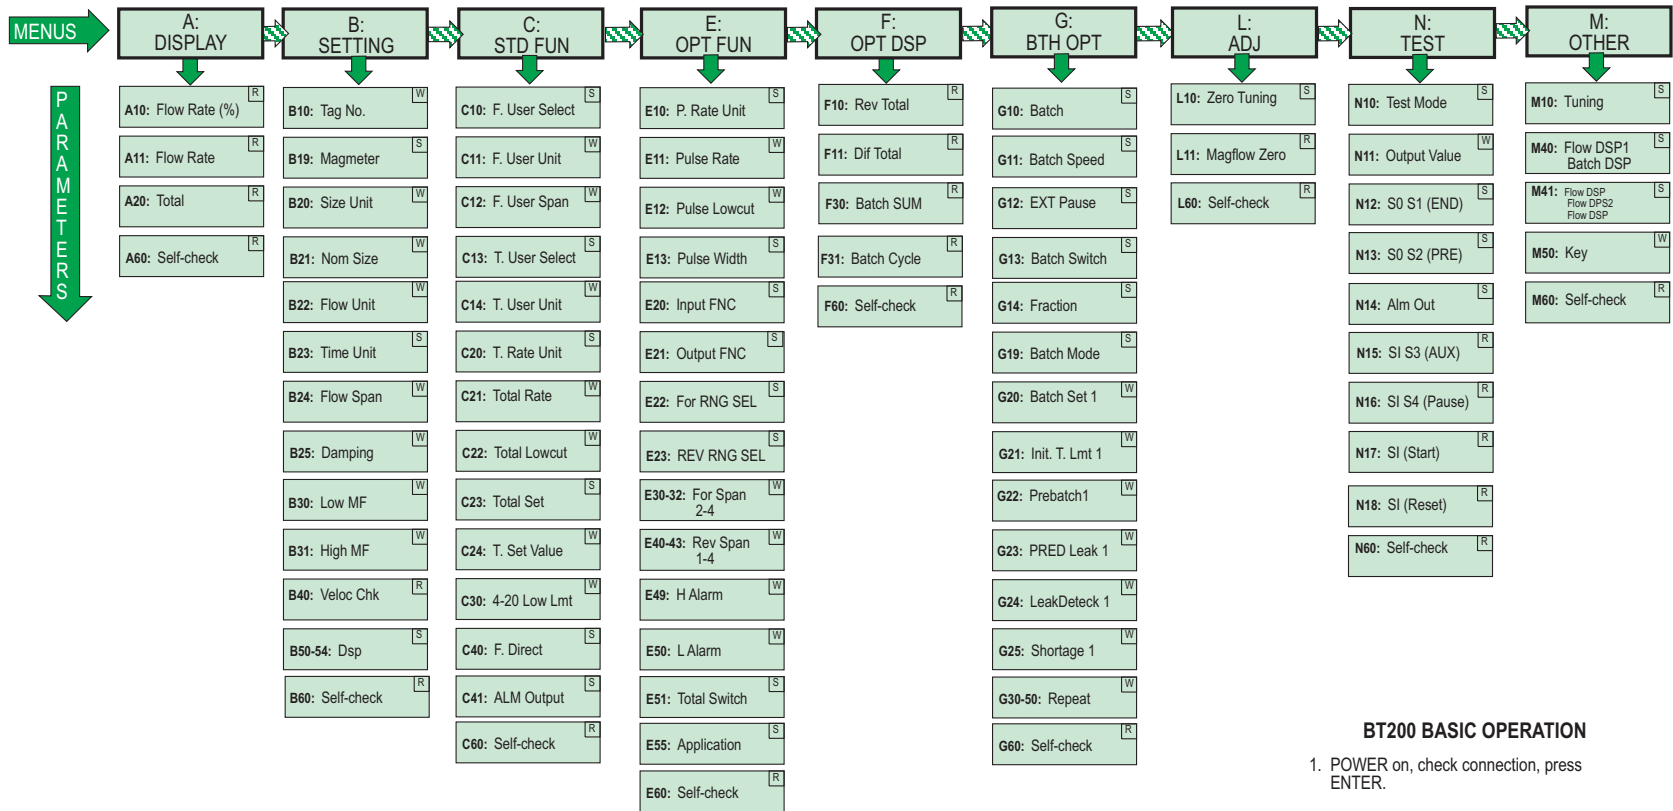 MENUS
PARAMETERS
A:
DISPLAY
A10: Flow Rate (%) R
A11: Flow Rate R
A20: Total R
A60: Self-check R
B:
SETTING
B10: Tag No. W
B19: Magmeter S
B20: Size Unit W
B21: Nom Size W
B22: Flow Unit W
B23: Time Unit S
B24: Flow Span W
B25: Damping W
B30: Low MF W
B31: High MF W
B40: Veloc Chk R
B50-54: Dsp S
B60: Self-check R
C:
STD FUN
C10: F. User Select S
C11: F. User Unit W
C12: F. User Span W
C13: T. User Select S
C14: T. User Unit W
C20: T. Rate Unit S
C21: Total Rate W
C22: Total Lowcut W
C23: Total Set S
C24: T. Set Value W
C30: 4-20 Low Lmt W
C40: F. Direct S
C41: ALM Output S
C60: Self-check R
E:
OPT FUN
E10: P. Rate Unit S
E11: Pulse Rate W
E12: Pulse Lowcut W
E13: Pulse Width S
E20: Input FNC S
E21: Output FNC S
E22: For RNG SEL S
E23: REV RNG SEL S
E30-32: For Span W
2-4
E40-43: Rev Span W
1-4
E49: H Alarm W
E50: L Alarm W
E51: Total Switch S
E55: Application S
E60: Self-check R
F:
OPT DSP
F10: Rev Total R
F11: Dif Total R
F30: Batch SUM R
F31: Batch Cycle R
F60: Self-check R
G:
BTH OPT
G10: Batch S
G11: Batch Speed S
G12: EXT Pause S
G13: Batch Switch S
G14: Fraction S
G19: Batch Mode S
G20: Batch Set 1 W
G21: Init. T. Lmt 1 W
G22: Prebatch1 W
G23: PRED Leak 1 W
G24: LeakDeteck 1 W
G25: Shortage 1 W
G30-50: Repeat W
G60: Self-check R
L:
ADJ
L10: Zero Tuning S
L11: Magflow Zero R
L60: Self-check R
N:
TEST
N10: Test Mode S
N11: Output Value W
N12: S0 S1 (END) S
N13: S0 S2 (PRE) S
N14: Alm Out S
N15: SI S3 (AUX) R
N16: SI S4 (Pause) R
N17: SI (Start) R
N18: SI (Reset) R
N60: Self-check R
M:
OTHER
M10: Tuning S
M40: Flow DSP1 S
Batch DSP
M41: Flow DSP S
Flow DPS2
Flow DSP
M50: Key W
M60: Self-check R
BT200 BASIC OPERATION
1. POWER on, check connection, press
ENTER.